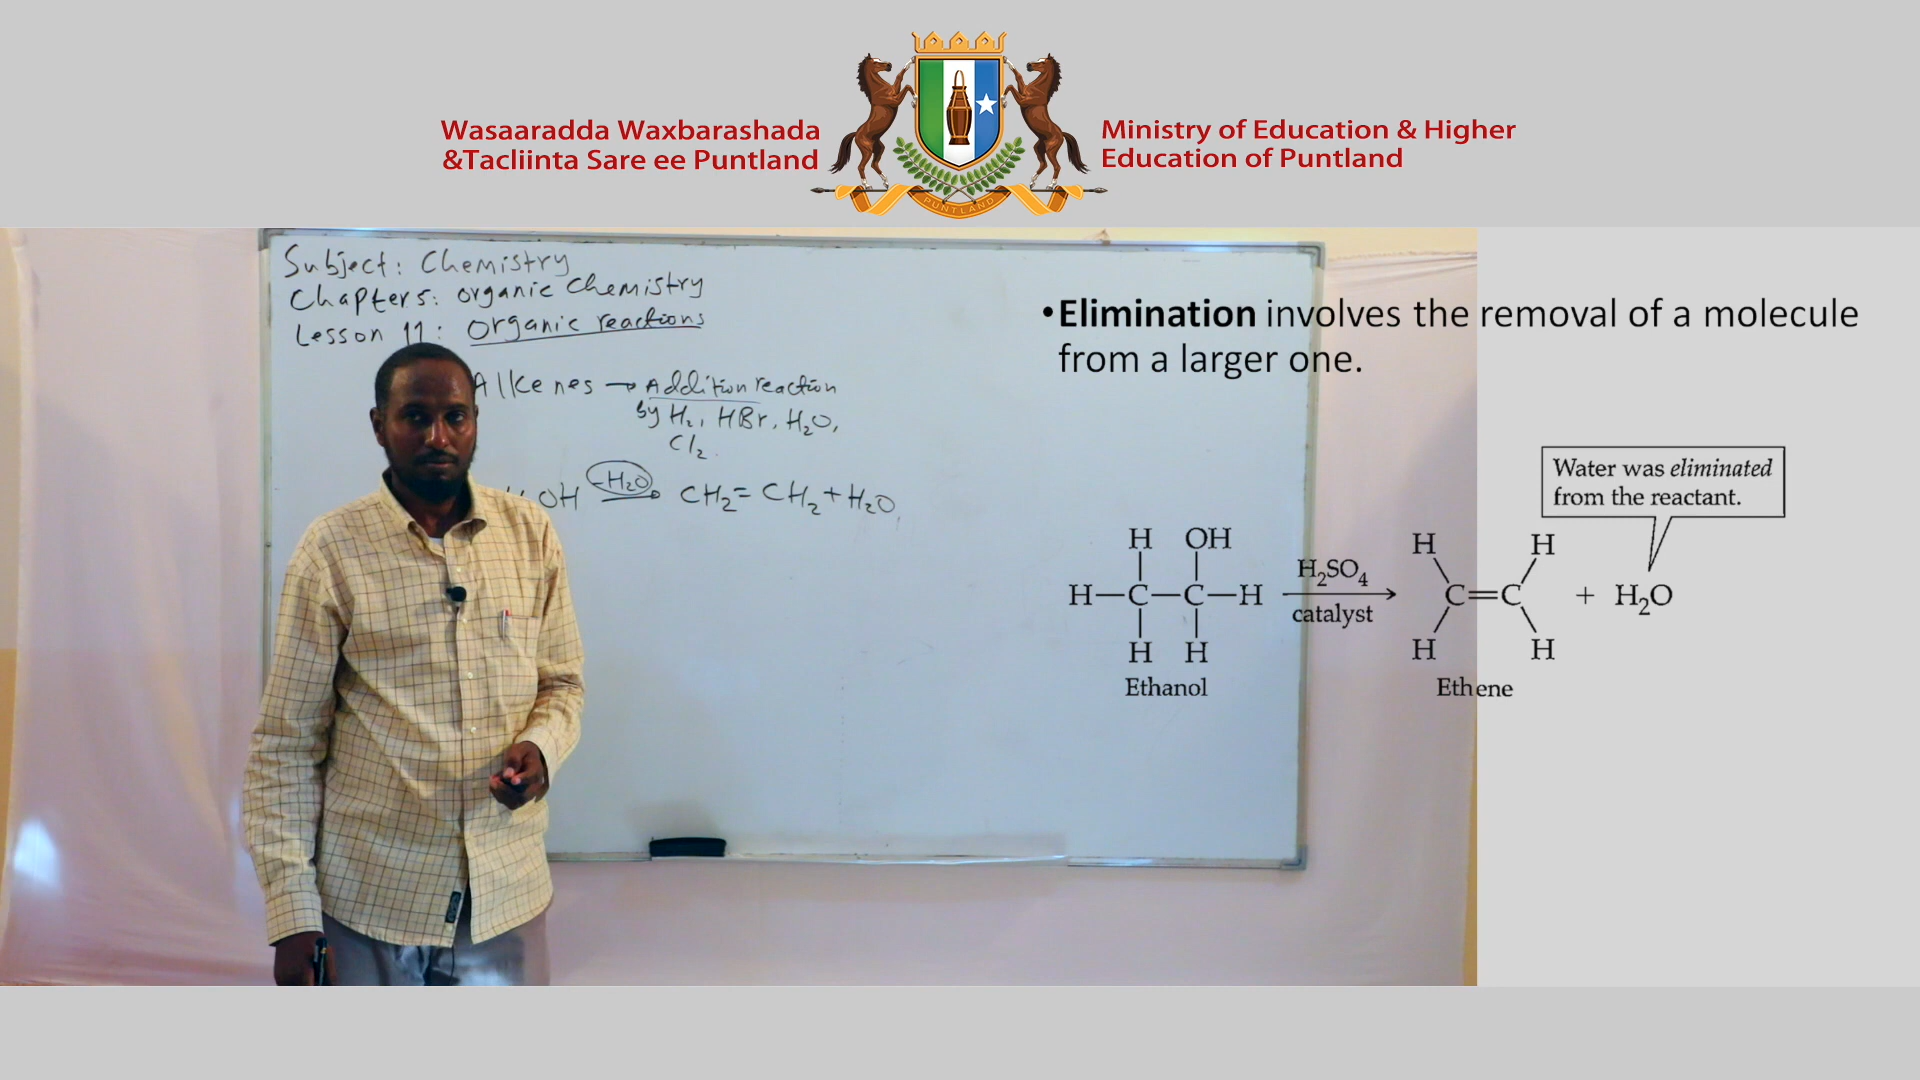 Wasaaradda Waxbarashada
&Tacliinta Sare ee Puntland
PUNTLAND
Ministry of Education & Higher
Education of Puntland
Subject: Chemistry
Chapter 5: organic chemistry
Lesson 11: Organic reactions
Alkenes → Addition reaction
by H₂, HBr, H₂O,
Cl₂.
OH -H₂O → CH₂=CH₂+H₂O
•Elimination involves the removal of a molecule
from a larger one.
Water was eliminated
from the reactant.
H OH
H—C—C—H
H H
Ethanol
H₂SO₄
catalyst
H H
C=C + H₂O
H H
Ethene